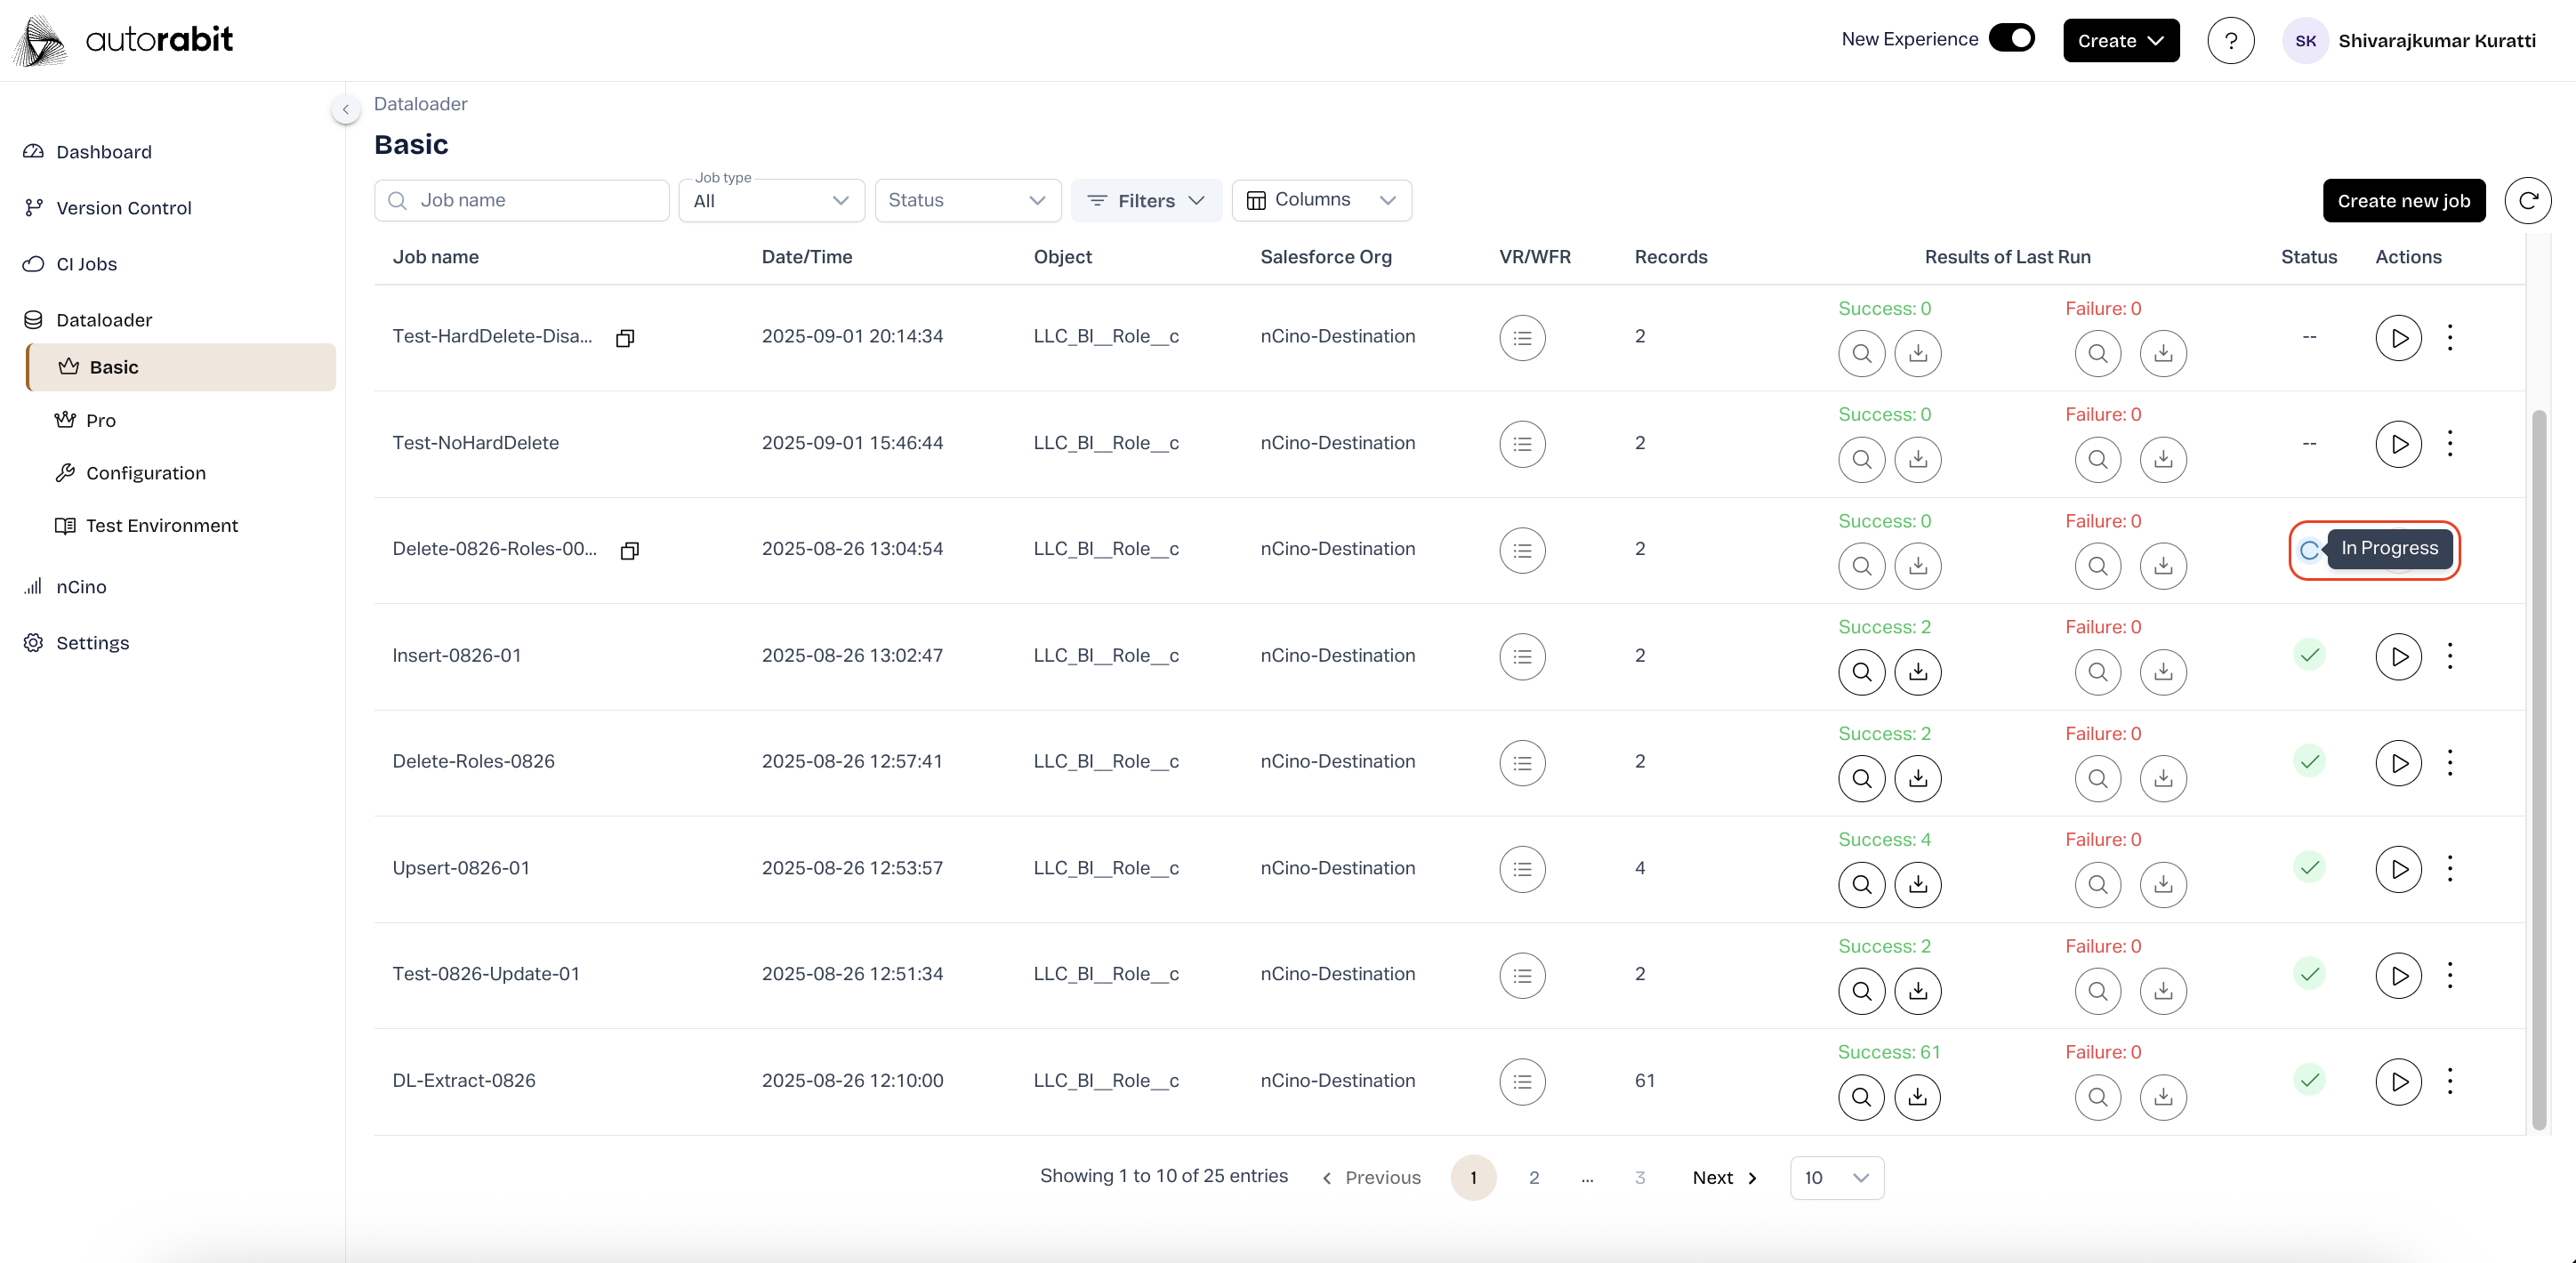 autorabit
New Experience
Create
?
SK
Shivarajkumar Kuratti
Dashboard
Version Control
CI Jobs
Dataloader
Basic
Pro
Configuration
Test Environment
nCino
Settings
Dataloader
Basic
Job name
Job type
All
Status
Filters
Columns
Create new job
Job name Date/Time Object Salesforce Org VR/WFR Records Results of Last Run Status Actions
Success: 0 Failure: 0
Test-HardDelete-Disa... 2025-09-01 20:14:34 LLC_BI__Role__c nCino-Destination 2 --
Success: 0 Failure: 0
Test-NoHardDelete 2025-09-01 15:46:44 LLC_BI__Role__c nCino-Destination 2 --
Success: 0 Failure: 0
Delete-0826-Roles-00... 2025-08-26 13:04:54 LLC_BI__Role__c nCino-Destination 2 In Progress
Success: 2 Failure: 0
Insert-0826-01 2025-08-26 13:02:47 LLC_BI__Role__c nCino-Destination 2
Success: 2 Failure: 0
Delete-Roles-0826 2025-08-26 12:57:41 LLC_BI__Role__c nCino-Destination 2
Success: 4 Failure: 0
Upsert-0826-01 2025-08-26 12:53:57 LLC_BI__Role__c nCino-Destination 4
Success: 2 Failure: 0
Test-0826-Update-01 2025-08-26 12:51:34 LLC_BI__Role__c nCino-Destination 2
Success: 61 Failure: 0
DL-Extract-0826 2025-08-26 12:10:00 LLC_BI__Role__c nCino-Destination 61
Showing 1 to 10 of 25 entries Previous 1 2 ... 3 Next 10